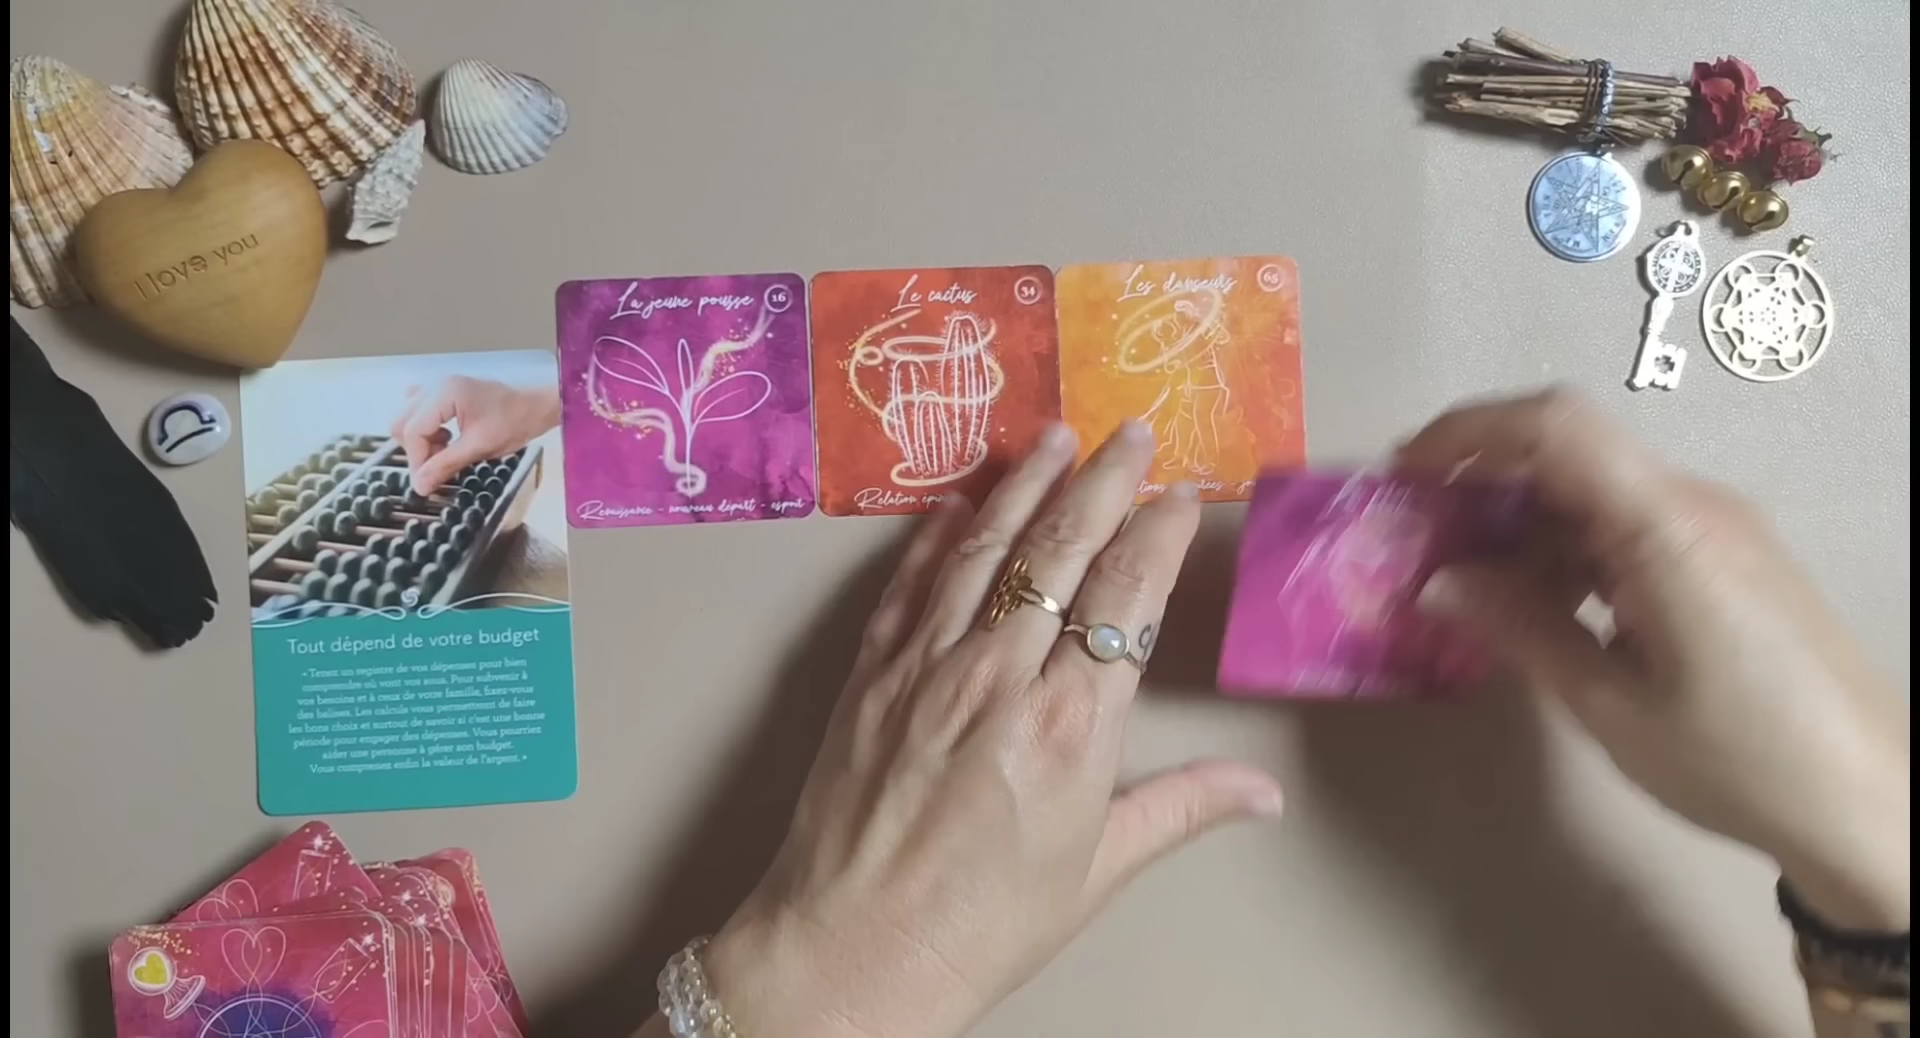 I love you
La jeune pousse
16
Renaissance - nouveau départ - espoir
Le cactus
34
Relation
Les danseurs
65
Tout dépend de votre budget
« Tenez un registre de vos dépenses pour bien
comprendre où vont vos sous. Pour subvenir à
vos besoins et à ceux de votre famille, fixez-vous
des balises. Les calculs vous permettront de faire
les bons choix et surtout de savoir si c'est une bonne
période pour engager des dépenses. Vous pourriez
aider une personne à gérer son budget.
Vous comprenez enfin la valeur de l'argent. »